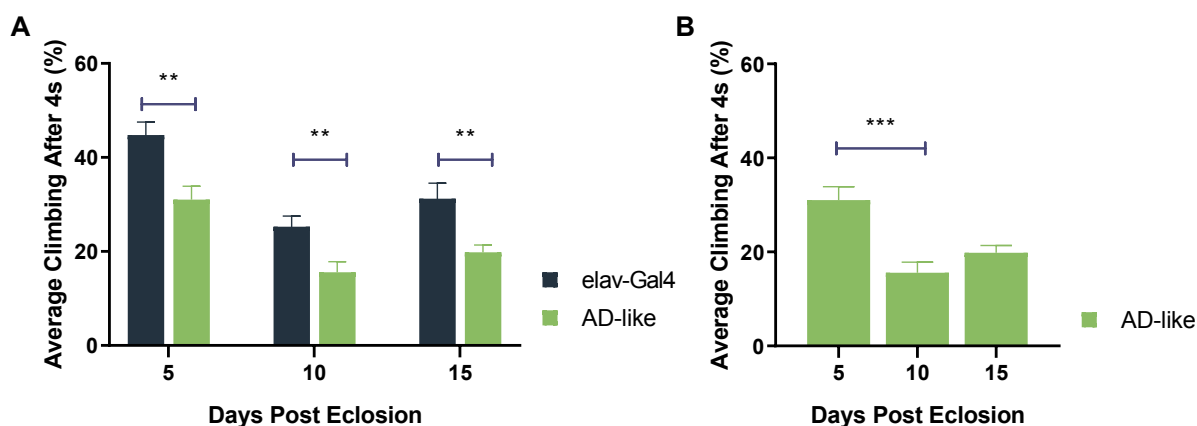 A
Average Climbing After 4s (%)
60
40
20
0
**
**
**
5
10
15
Days Post Eclosion
elav-Gal4
AD-like
B
Average Climbing After 4s (%)
60
40
20
0
***
5
10
15
Days Post Eclosion
AD-like